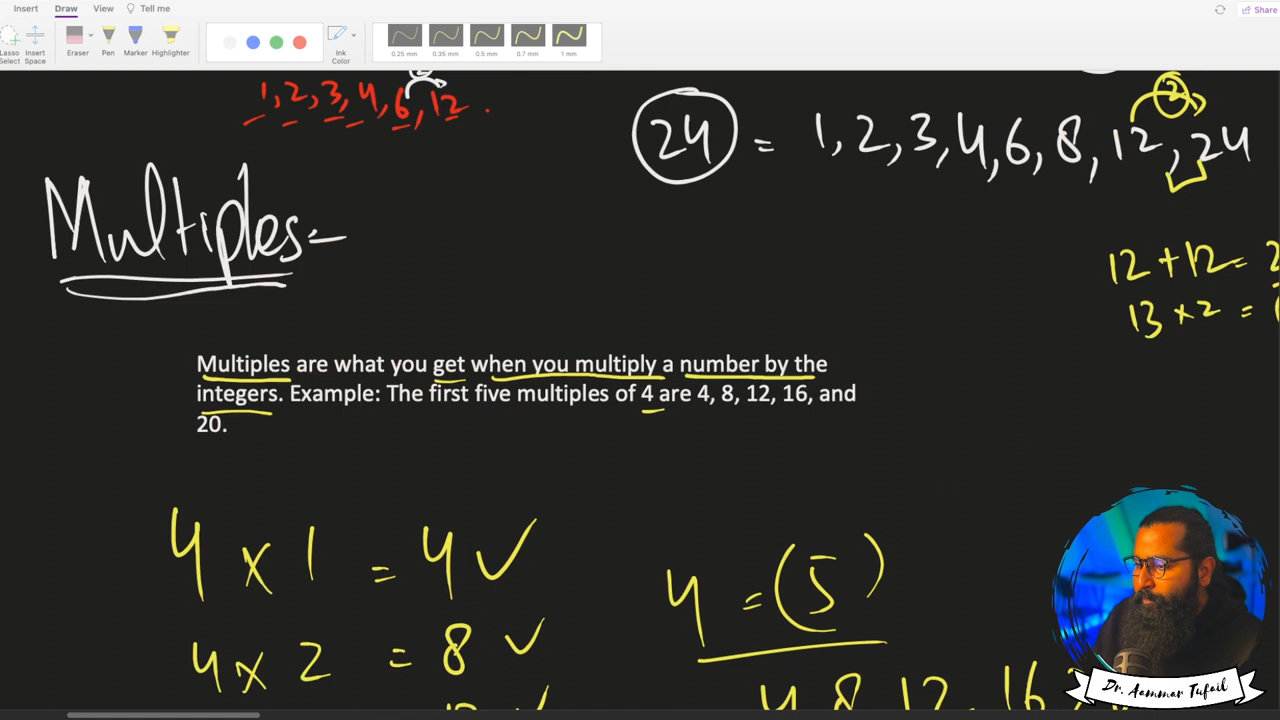 Insert Draw View Tell me
Share
Lasso Select
Insert Space
Eraser
Pen
Marker
Highlighter
Ink Color
0.25 mm
0.35 mm
0.5 mm
0.7 mm
1 mm
1, 2, 3, 4, 6, 12 .
2
24 = 1, 2, 3, 4, 6, 8, 12, 24
Multiples:-
12 + 12 = 2
13 x 2 =
Multiples are what you get when you multiply a number by the
integers. Example: The first five multiples of 4 are 4, 8, 12, 16, and
20.
4 x 1 = 4 ✓
4 = (5)
4 x 2 = 8 ✓
4 8 12, 16
Dr. Aammar Tufail